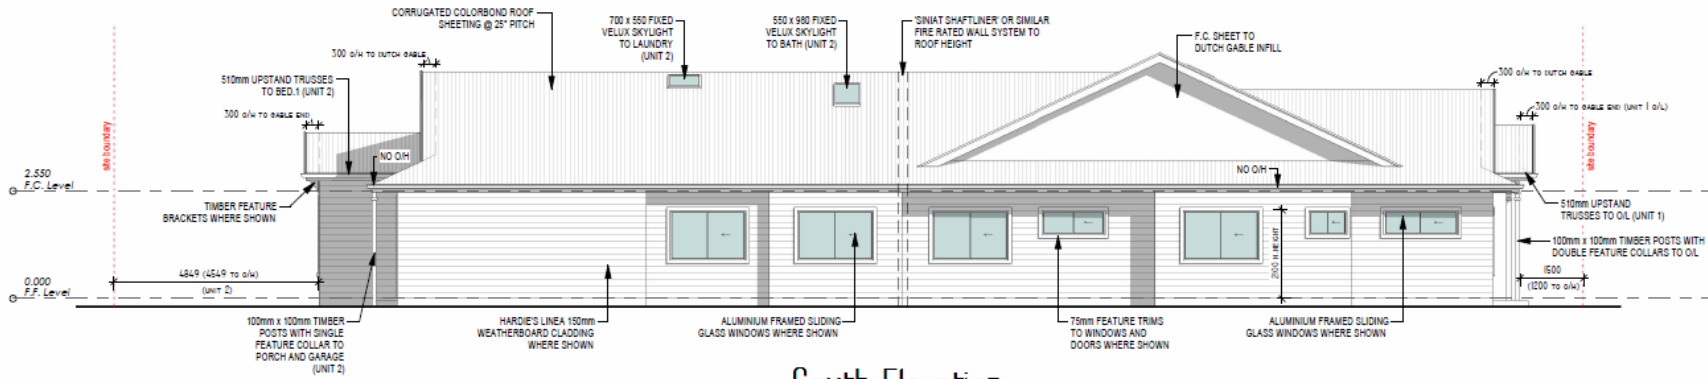 CORRUGATED COLORBOND ROOF
SHEETING @ 25° PITCH
700 x 550 FIXED
VELUX SKYLIGHT
TO LAUNDRY
(UNIT 2)
550 x 980 FIXED
VELUX SKYLIGHT
TO BATH (UNIT 2)
'SINIAT SHAFTLINER' OR SIMILAR
FIRE RATED WALL SYSTEM TO
ROOF HEIGHT
F.C. SHEET TO
DUTCH GABLE INFILL
300 O/H TO DUTCH GABLE
510mm UPSTAND TRUSSES
TO BED.1 (UNIT 2)
300 O/H TO GABLE END
300 O/H TO DUTCH GABLE
300 O/H TO GABLE END (UNIT 1 O/L)
site boundary
site boundary
NO O/H
NO O/H
2.550
F.C. Level
TIMBER FEATURE
BRACKETS WHERE SHOWN
510mm UPSTAND
TRUSSES TO O/L (UNIT 1)
100mm x 100mm TIMBER POSTS WITH
DOUBLE FEATURE COLLARS TO O/L
2100 H. HEIGHT
4849 (4549 TO O/H)
(UNIT 2)
1500
(1200 TO O/H)
0.000
F.F. Level
100mm x 100mm TIMBER
POSTS WITH SINGLE
FEATURE COLLAR TO
PORCH AND GARAGE
(UNIT 2)
HARDIE'S LINEA 150mm
WEATHERBOARD CLADDING
WHERE SHOWN
ALUMINIUM FRAMED SLIDING
GLASS WINDOWS WHERE SHOWN
75mm FEATURE TRIMS
TO WINDOWS AND
DOORS WHERE SHOWN
ALUMINIUM FRAMED SLIDING
GLASS WINDOWS WHERE SHOWN
South Elevation